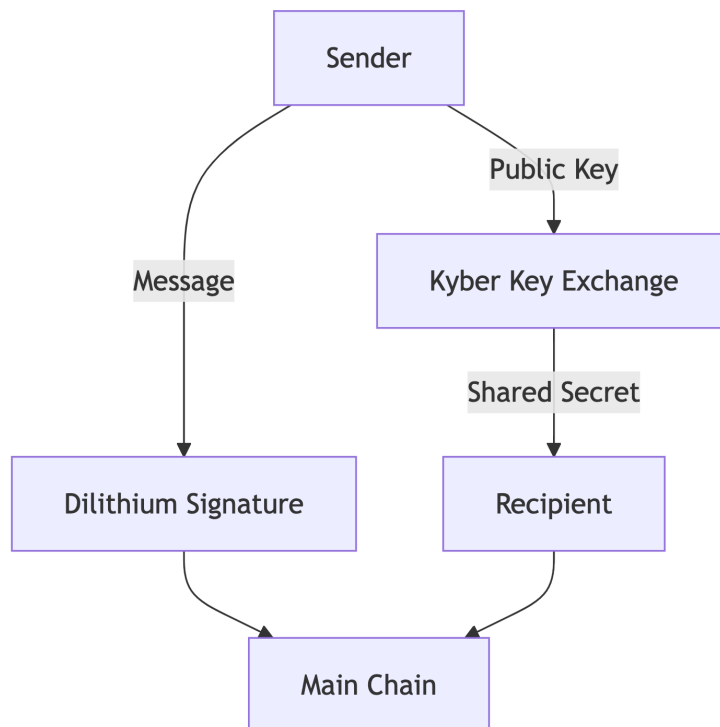 Sender
Public Key
Message
Kyber Key Exchange
Shared Secret
Dilithium Signature
Recipient
Main Chain